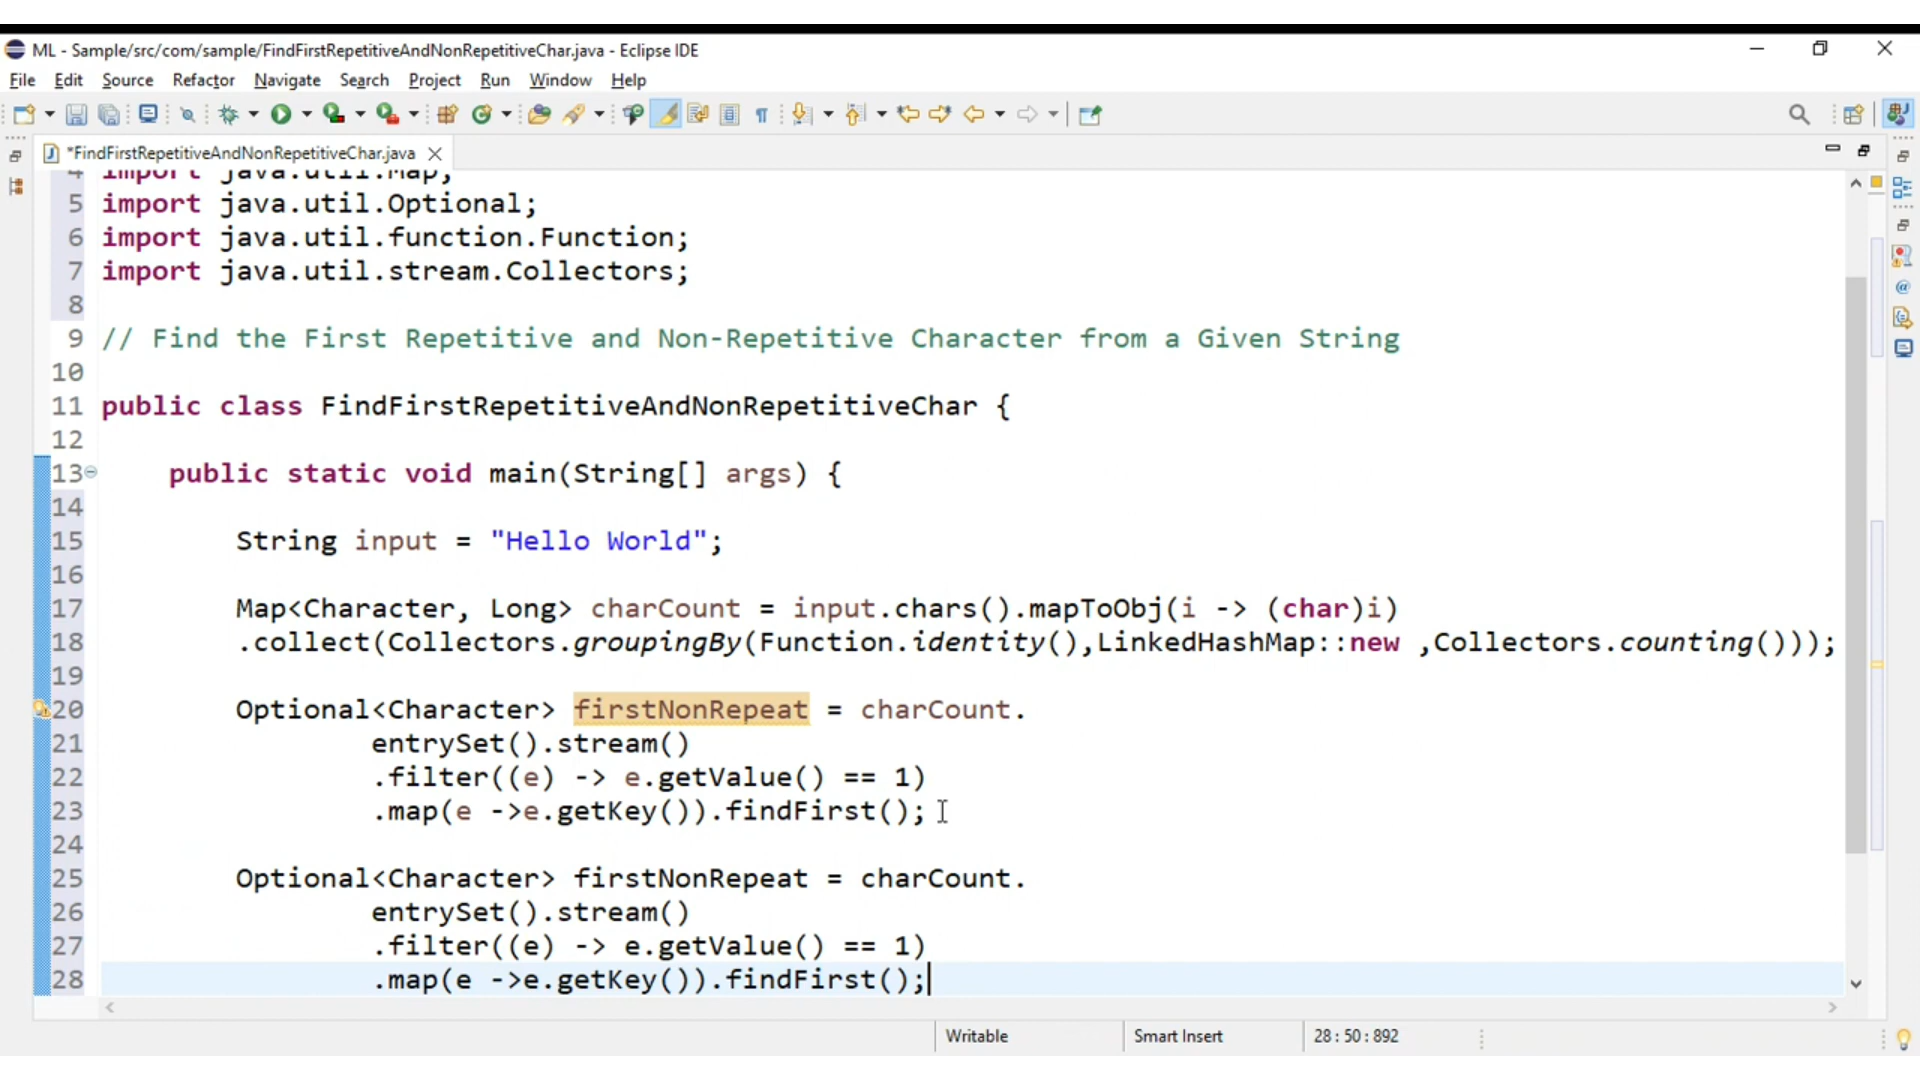 ML - Sample/src/com/sample/FindFirstRepetitiveAndNonRepetitiveChar.java - Eclipse IDE
File Edit Source Refactor Navigate Search Project Run Window Help
*FindFirstRepetitiveAndNonRepetitiveChar.java
4 import java.util.Map;
5 import java.util.Optional;
6 import java.util.function.Function;
7 import java.util.stream.Collectors;
8
9 // Find the First Repetitive and Non-Repetitive Character from a Given String
10
11 public class FindFirstRepetitiveAndNonRepetitiveChar {
12
13 public static void main(String[] args) {
14
15 String input = "Hello World";
16
17 Map<Character, Long> charCount = input.chars().mapToObj(i -> (char)i)
18 .collect(Collectors.groupingBy(Function.identity(),LinkedHashMap::new ,Collectors.counting()));
19
20 Optional<Character> firstNonRepeat = charCount.
21 entrySet().stream()
22 .filter((e) -> e.getValue() == 1)
23 .map(e ->e.getKey()).findFirst();
24
25 Optional<Character> firstNonRepeat = charCount.
26 entrySet().stream()
27 .filter((e) -> e.getValue() == 1)
28 .map(e ->e.getKey()).findFirst();
Writable Smart Insert 28 : 50 : 892